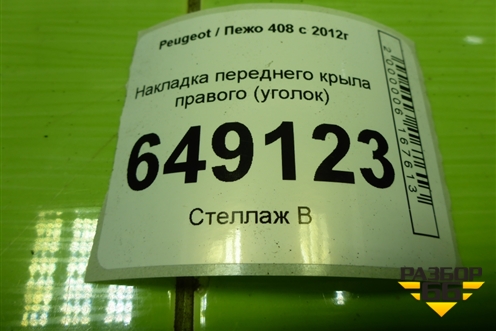 Peugeot / Пежо 408 с 2012г
Накладка переднего крыла
правого (уголок)
649123
Стеллаж В
2000006167613
РАЗБОР